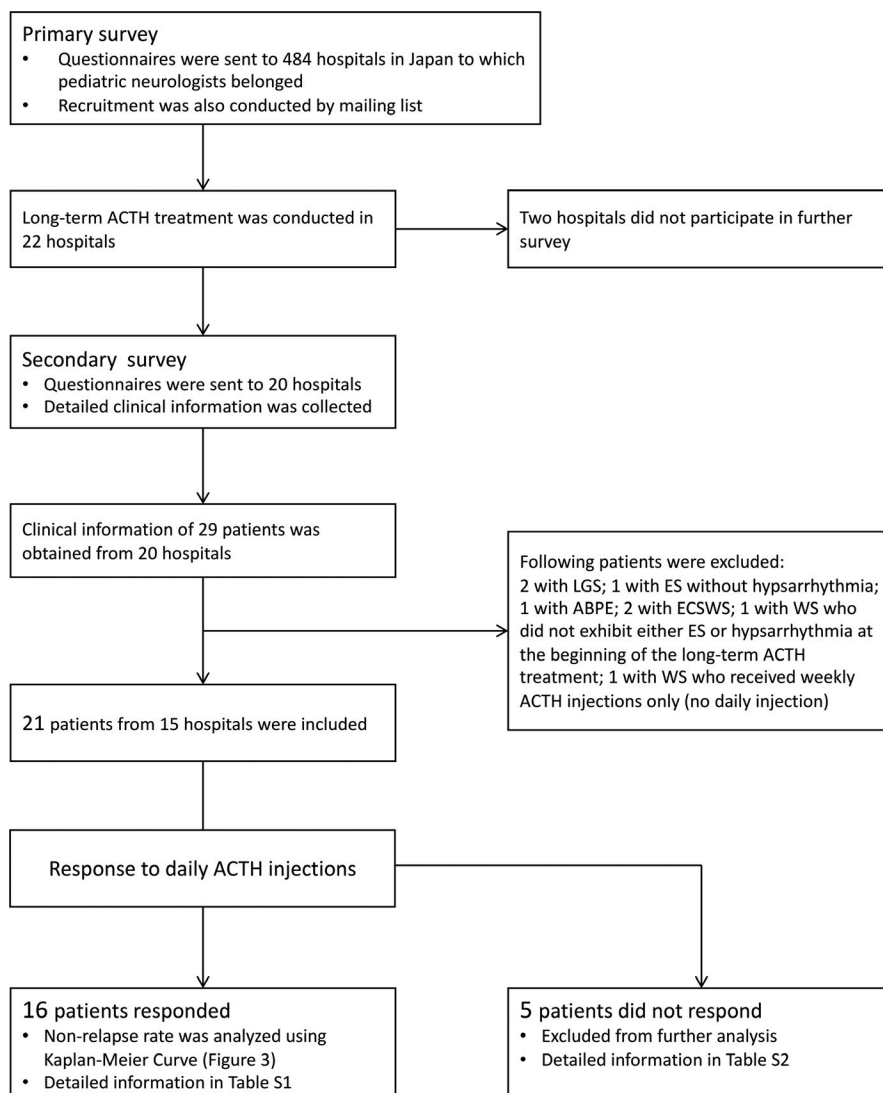 Primary survey
• Questionnaires were sent to 484 hospitals in Japan to which
pediatric neurologists belonged
• Recruitment was also conducted by mailing list
Long-term ACTH treatment was conducted in
22 hospitals
Two hospitals did not participate in further
survey
Secondary survey
• Questionnaires were sent to 20 hospitals
• Detailed clinical information was collected
Clinical information of 29 patients was
obtained from 20 hospitals
Following patients were excluded:
2 with LGS; 1 with ES without hypsarrhythmia;
1 with ABPE; 2 with ECSWS; 1 with WS who
did not exhibit either ES or hypsarrhythmia at
the beginning of the long-term ACTH
treatment; 1 with WS who received weekly
ACTH injections only (no daily injection)
21 patients from 15 hospitals were included
Response to daily ACTH injections
16 patients responded
• Non-relapse rate was analyzed using
Kaplan-Meier Curve (Figure 3)
• Detailed information in Table S1
5 patients did not respond
• Excluded from further analysis
• Detailed information in Table S2